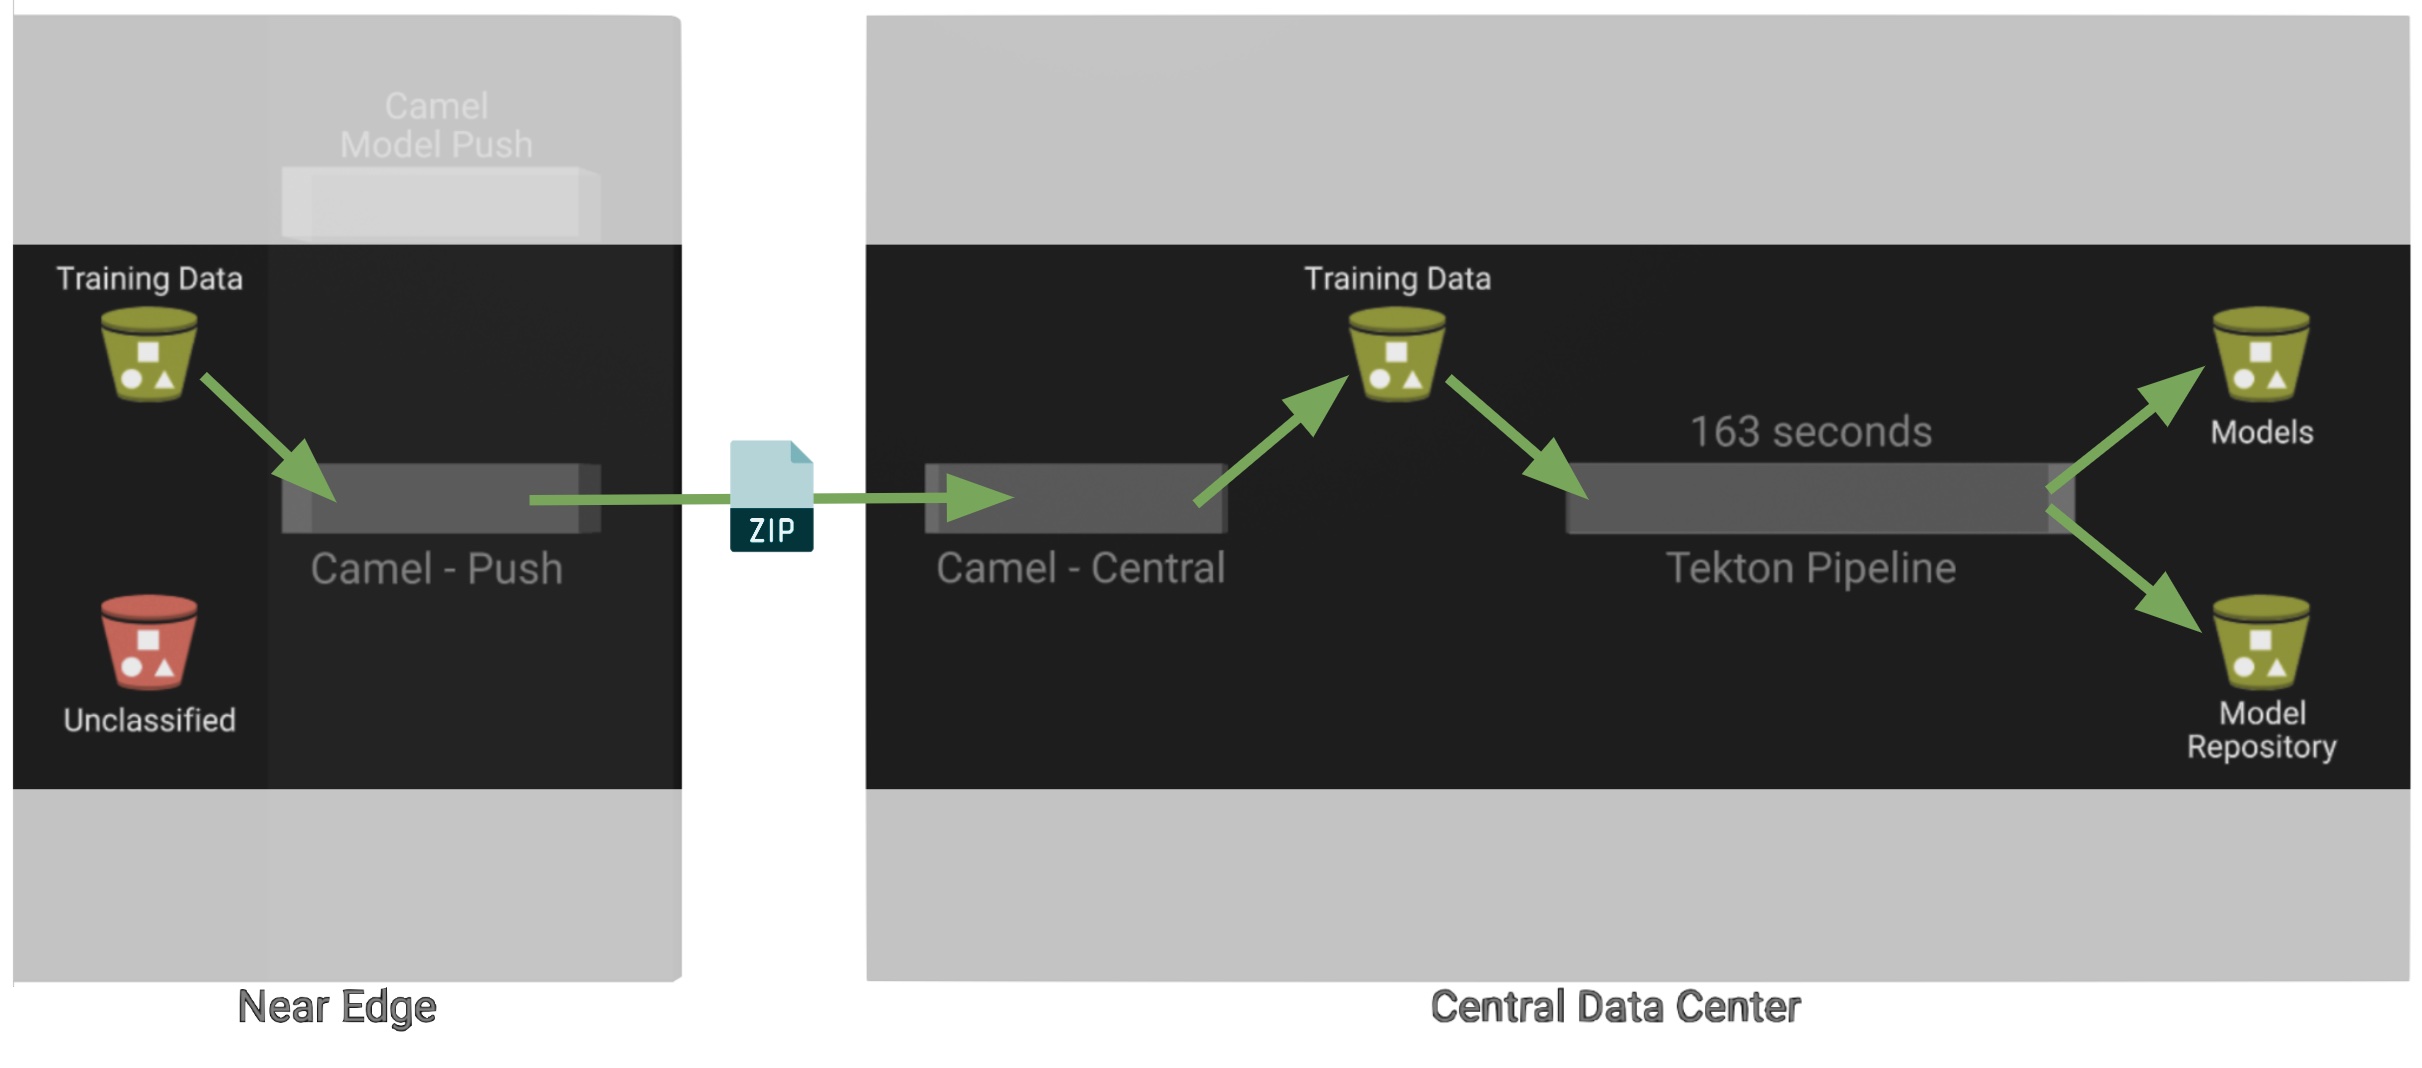 Camel
Model Push
Training Data
Camel - Push
Unclassified
Near Edge
ZIP
Training Data
163 seconds
Camel - Central
Tekton Pipeline
Models
Model
Repository
Central Data Center